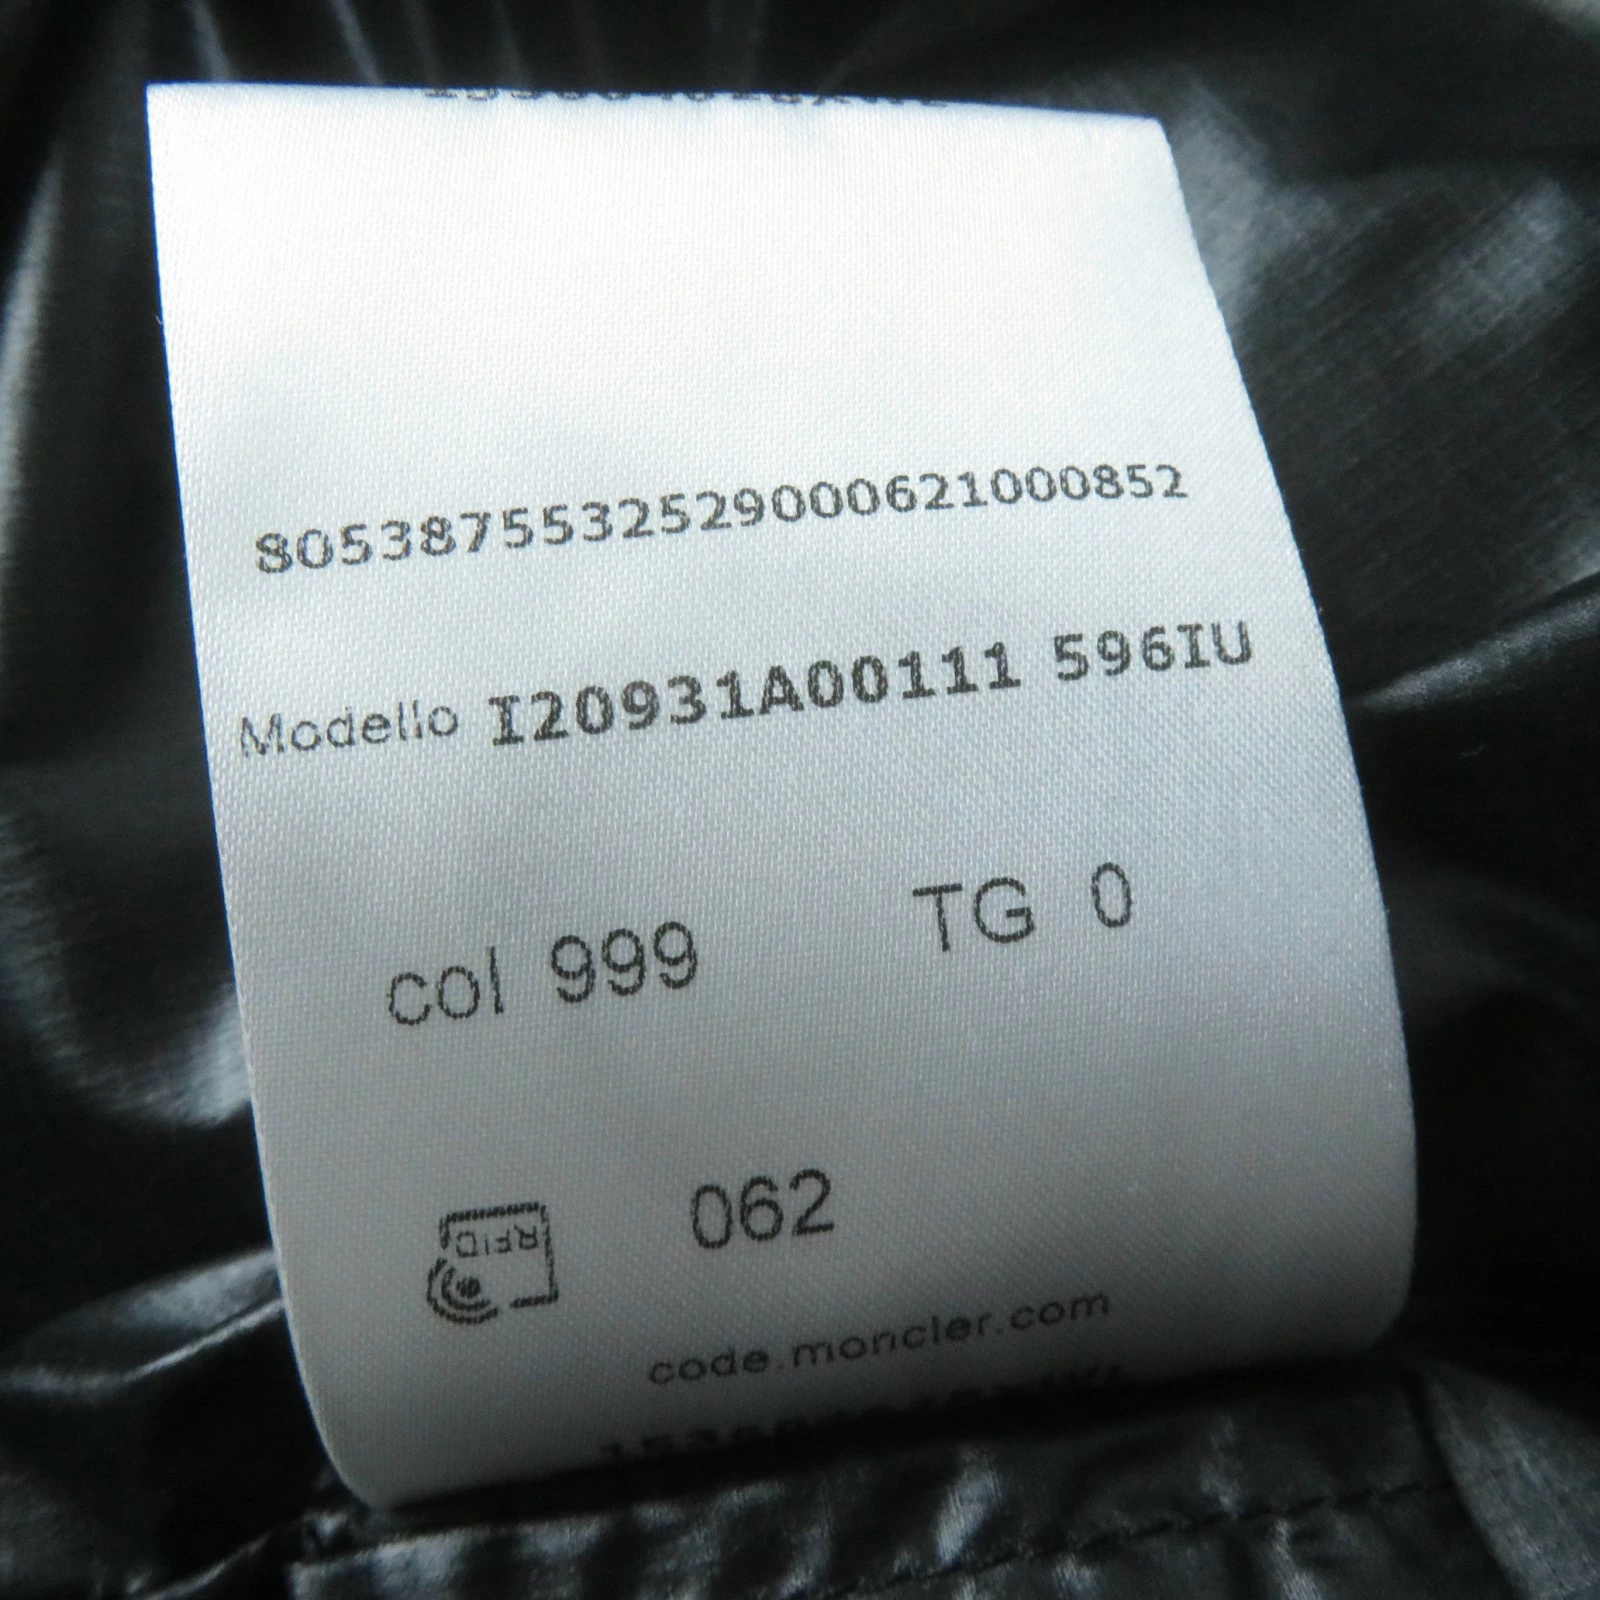 8053875532529000621000852
Modello I20931A00111 596IU
col 999 TG 0
RFID 062
code.moncler.com